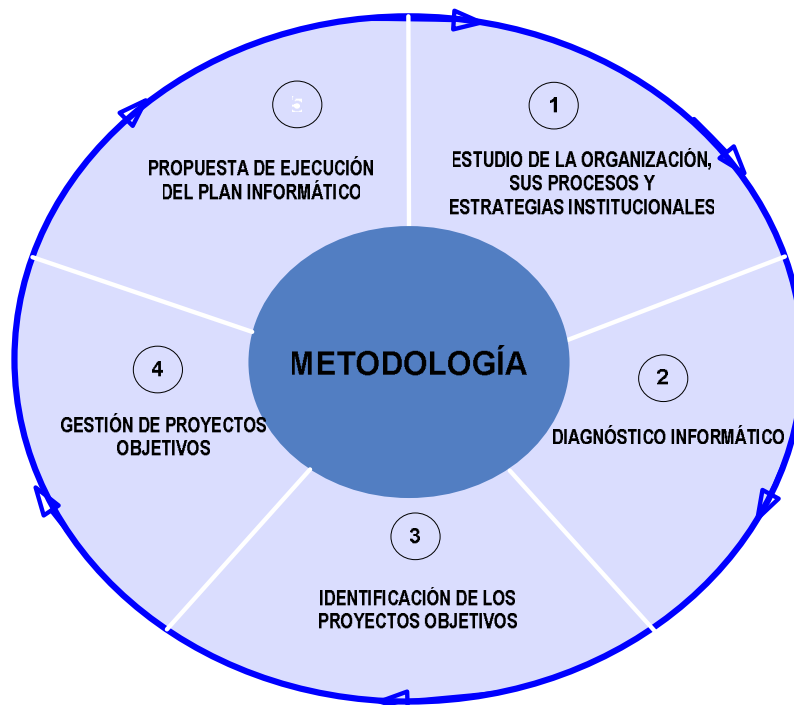 1
ESTUDIO DE LA ORGANIZACIÓN,
SUS PROCESOS Y
ESTRATEGIAS INSTITUCIONALES
2
DIAGNÓSTICO INFORMÁTICO
3
IDENTIFICACIÓN DE LOS
PROYECTOS OBJETIVOS
4
GESTIÓN DE PROYECTOS
OBJETIVOS
5
PROPUESTA DE EJECUCIÓN
DEL PLAN INFORMÁTICO
METODOLOGÍA